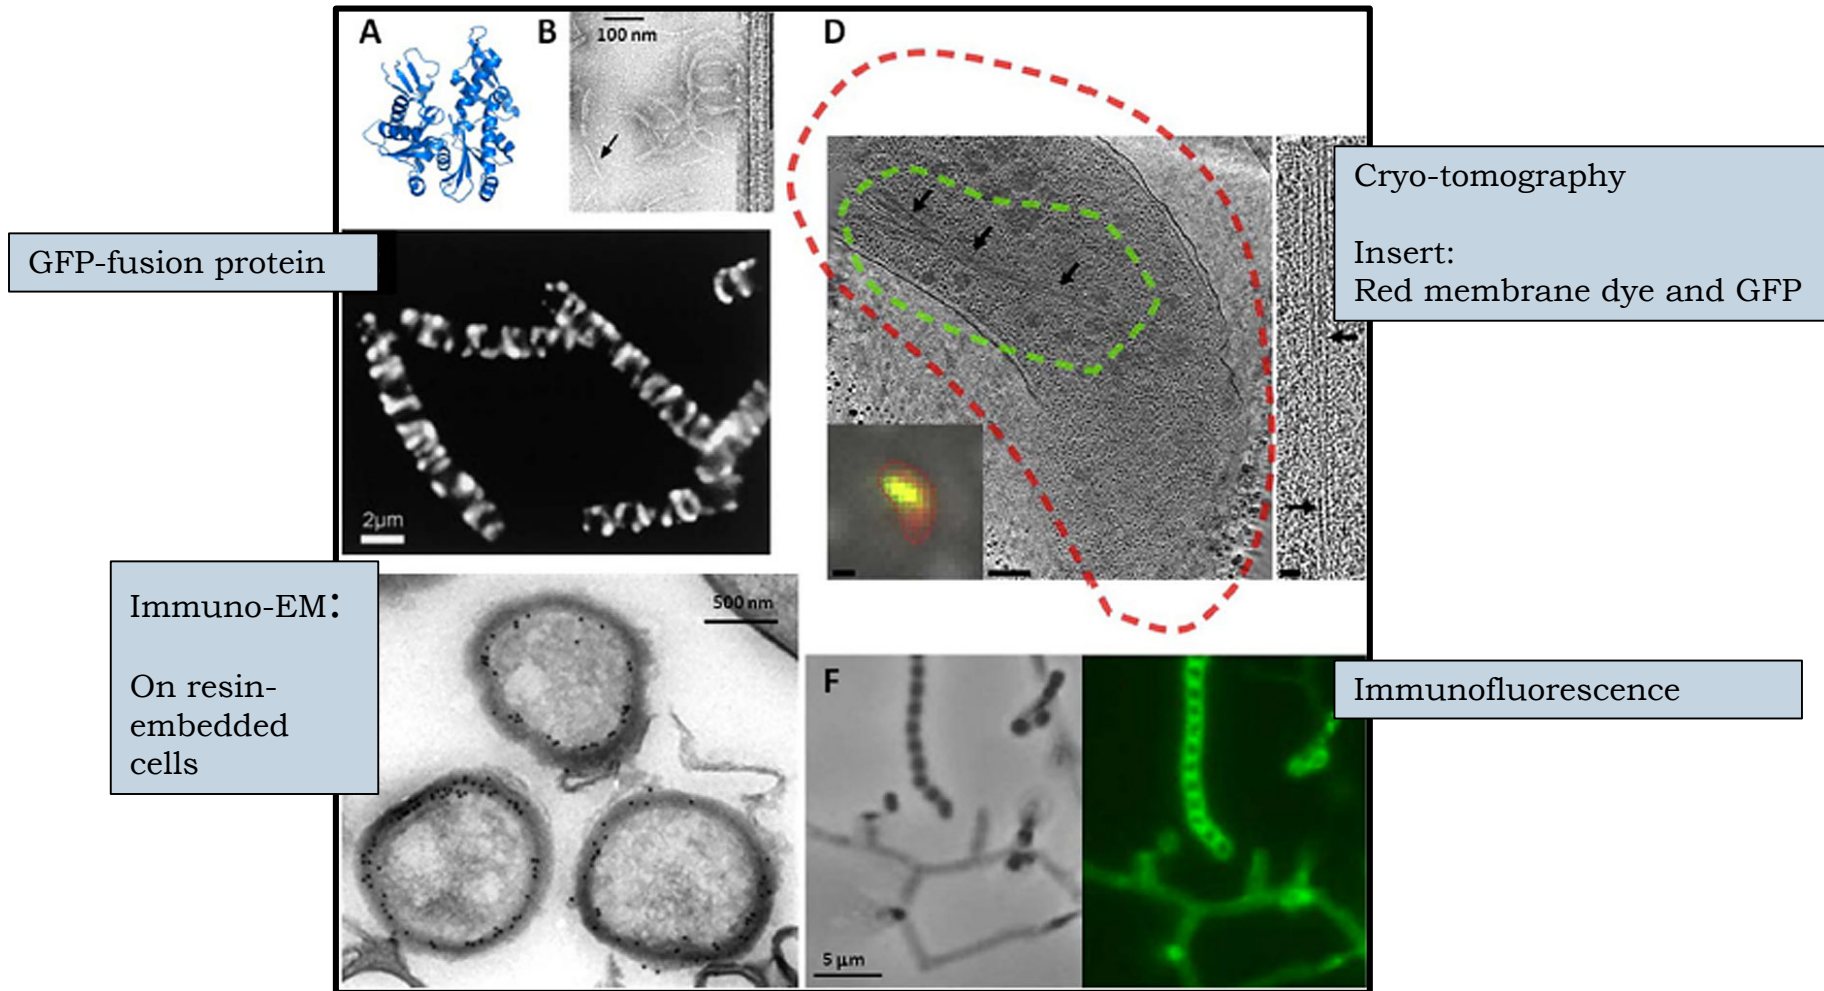 A
B
100 nm
D
GFP-fusion protein
2µm
Cryo-tomography
Insert:
Red membrane dye and GFP
Immuno-EM:
On resin-
embedded
cells
500 nm
F
5 µm
Immunofluorescence